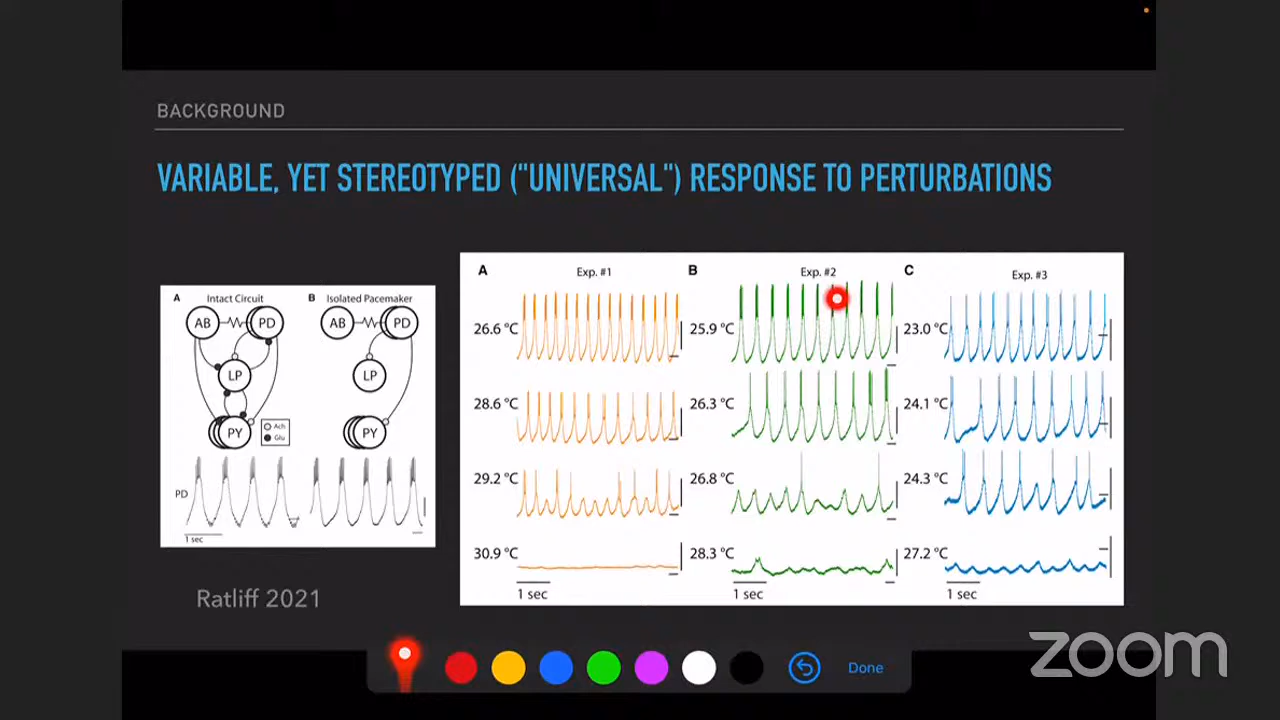 BACKGROUND
VARIABLE, YET STEREOTYPED ("UNIVERSAL") RESPONSE TO PERTURBATIONS
A Intact Circuit
B Isolated Pacemaker
AB PD
LP
PY
Ach
Glu
AB PD
LP
PY
PD
1 sec
A Exp. #1
26.6 °C
28.6 °C
29.2 °C
30.9 °C
1 sec
B Exp. #2
25.9 °C
26.3 °C
26.8 °C
28.3 °C
1 sec
C Exp. #3
23.0 °C
24.1 °C
24.3 °C
27.2 °C
1 sec
Ratliff 2021
Done
zoom